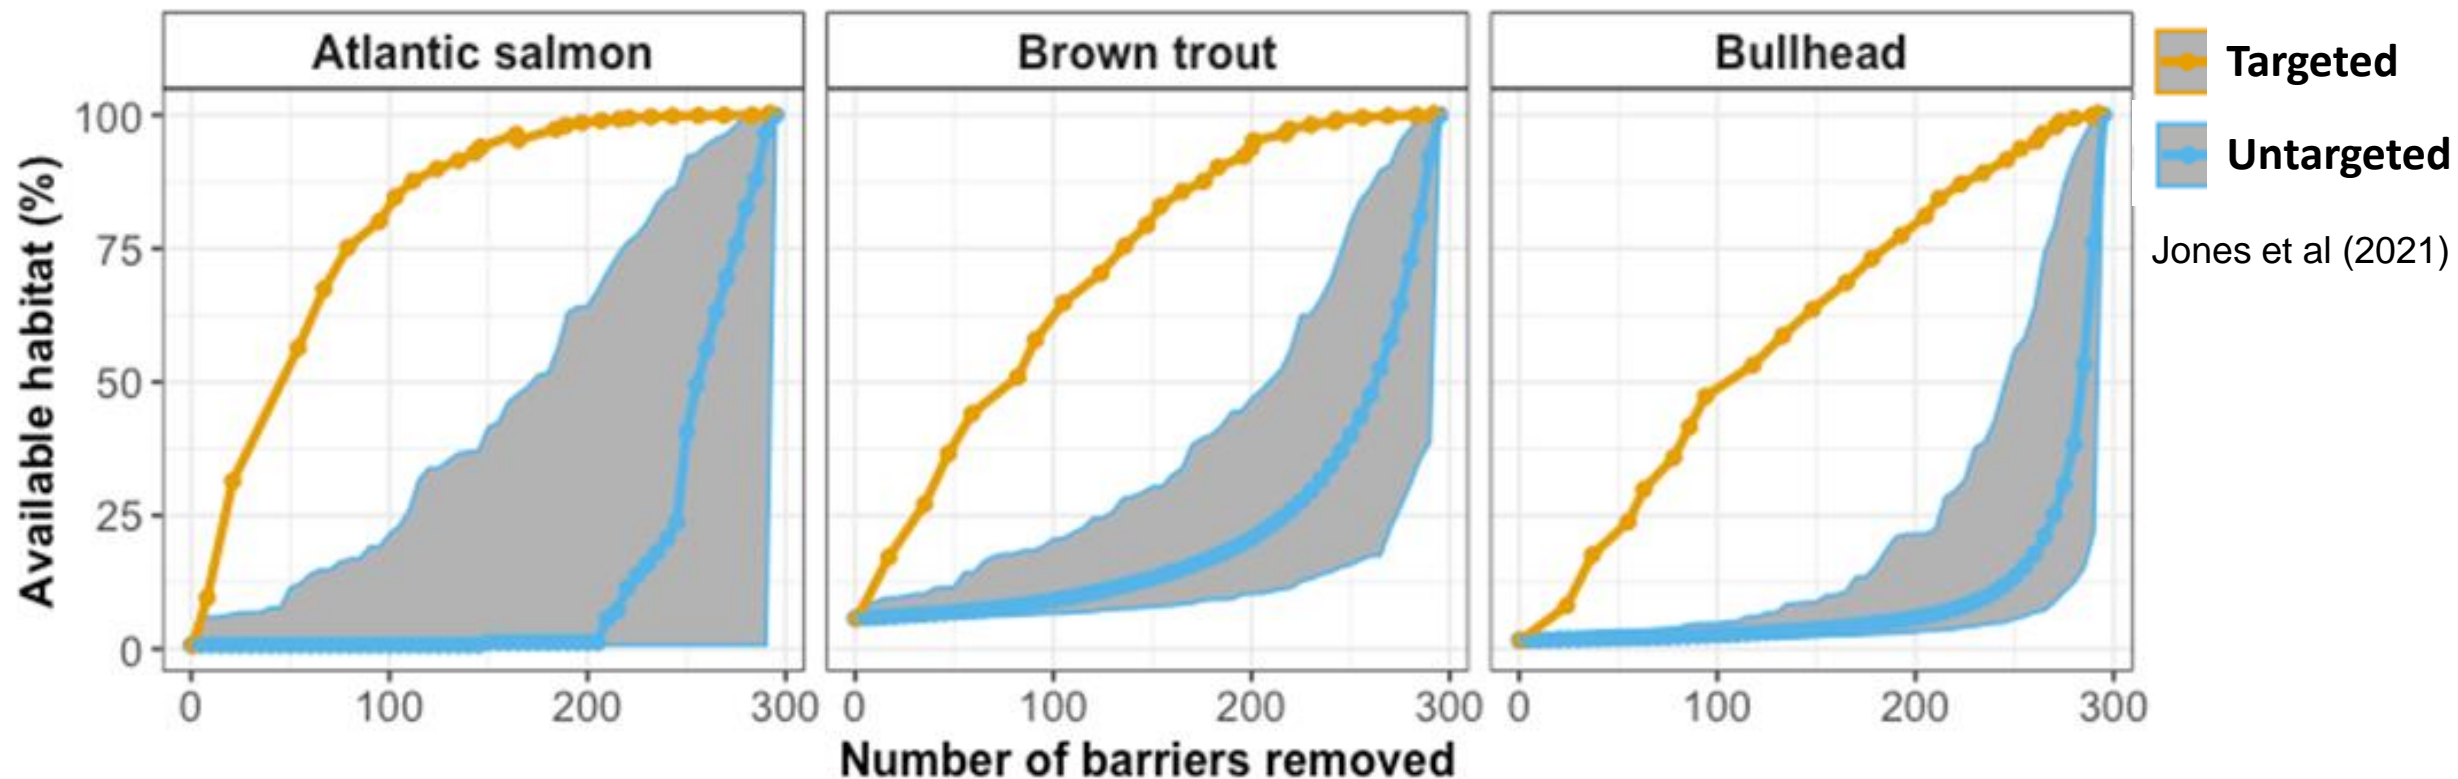 Atlantic salmon
Brown trout
Bullhead
Targeted
Untargeted
Jones et al (2021)
Available habitat (%)
100
75
50
25
0
0 100 200 300
0 100 200 300
0 100 200 300
Number of barriers removed